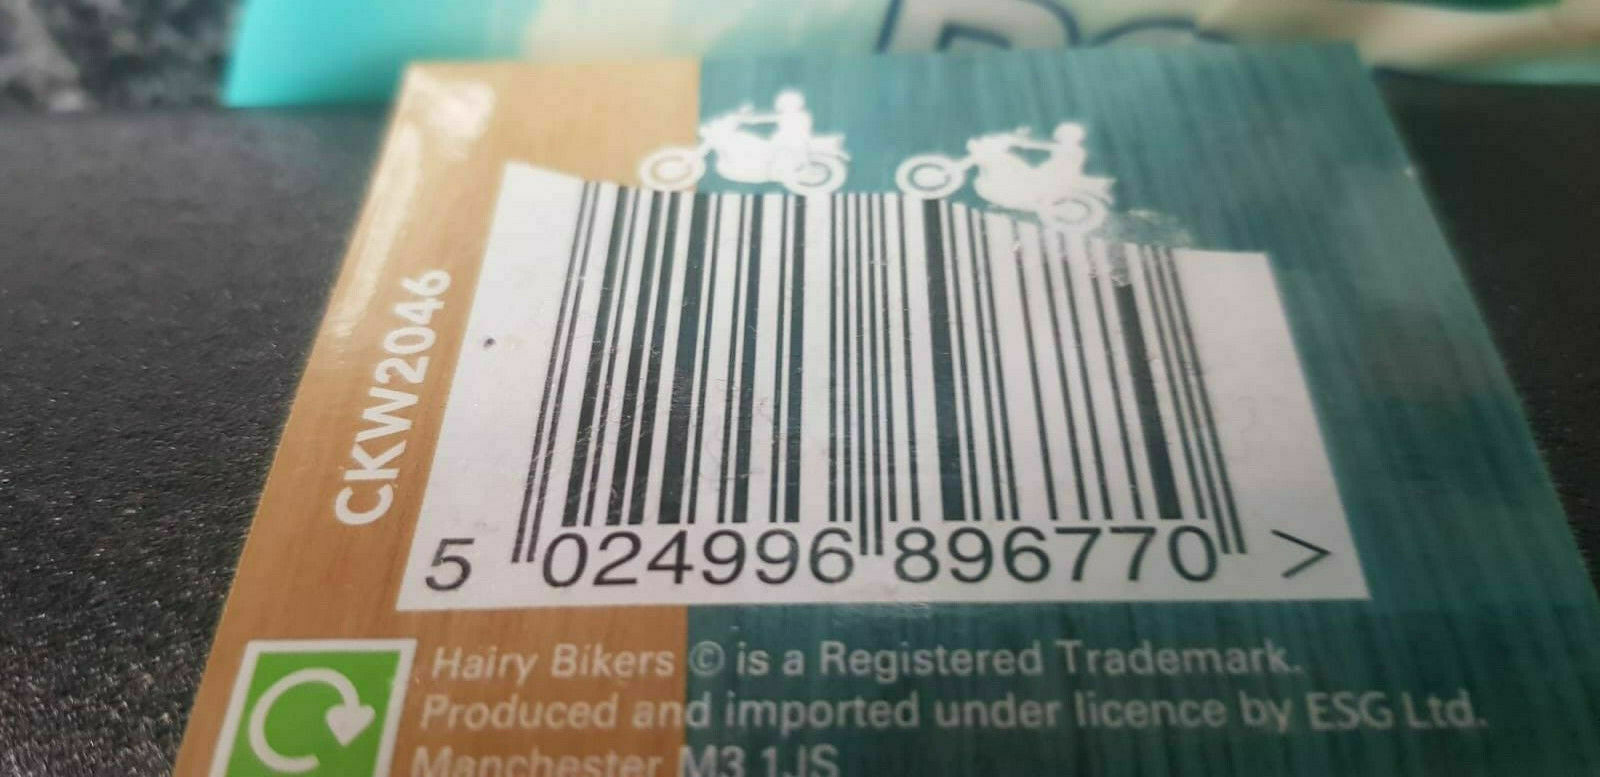 CKW2046
5 024996 896770 >
Hairy Bikers © is a Registered Trademark.
Produced and imported under licence by ESG Ltd.
Manchester M3 1JS